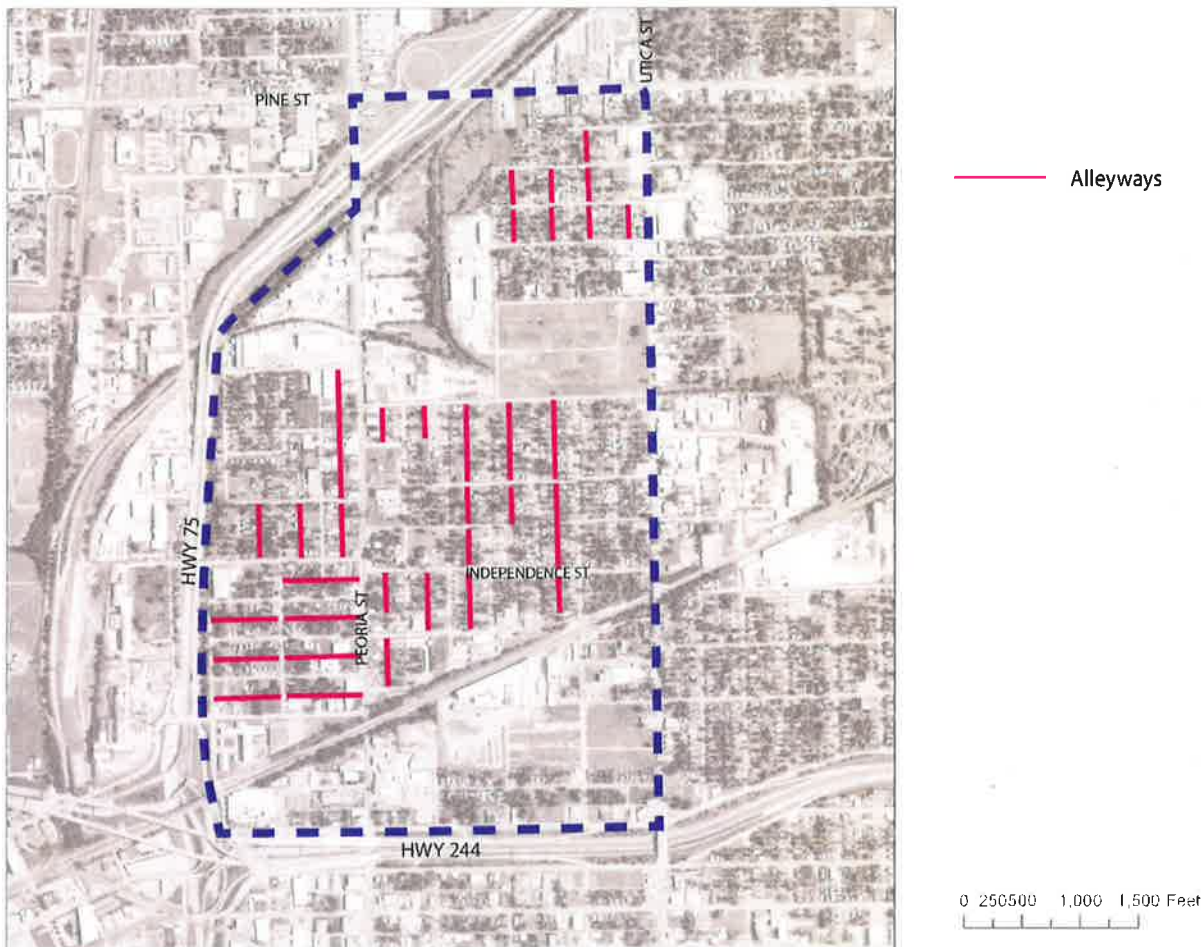 UTICA ST
PINE ST
Alleyways
HWY 75
INDEPENDENCE ST
PEORIA ST
HWY 244
0 250500 1,000 1,500 Feet